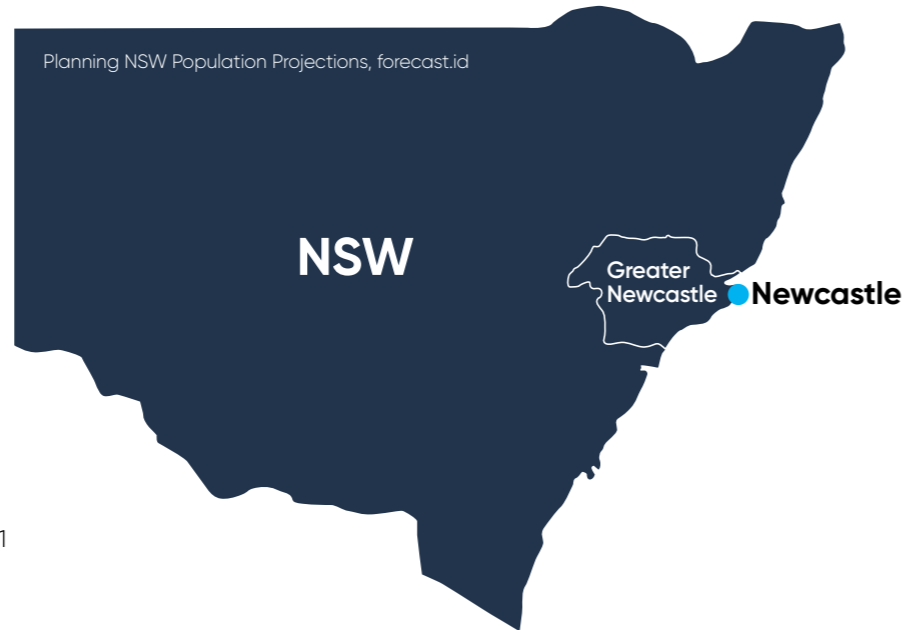 Planning NSW Population Projections, forecast.id
NSW
Greater
Newcastle
Newcastle
1